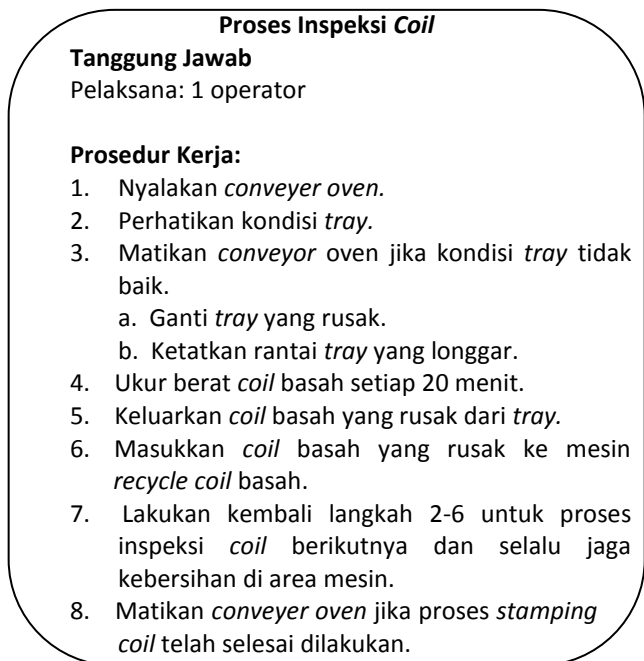 Proses Inspeksi Coil
Tanggung Jawab
Pelaksana: 1 operator
Prosedur Kerja:
1. Nyalakan conveyer oven.
2. Perhatikan kondisi tray.
3. Matikan conveyor oven jika kondisi tray tidak
baik.
a. Ganti tray yang rusak.
b. Ketatkan rantai tray yang longgar.
4. Ukur berat coil basah setiap 20 menit.
5. Keluarkan coil basah yang rusak dari tray.
6. Masukkan coil basah yang rusak ke mesin
recycle coil basah.
7. Lakukan kembali langkah 2-6 untuk proses
inspeksi coil berikutnya dan selalu jaga
kebersihan di area mesin.
8. Matikan conveyer oven jika proses stamping
coil telah selesai dilakukan.